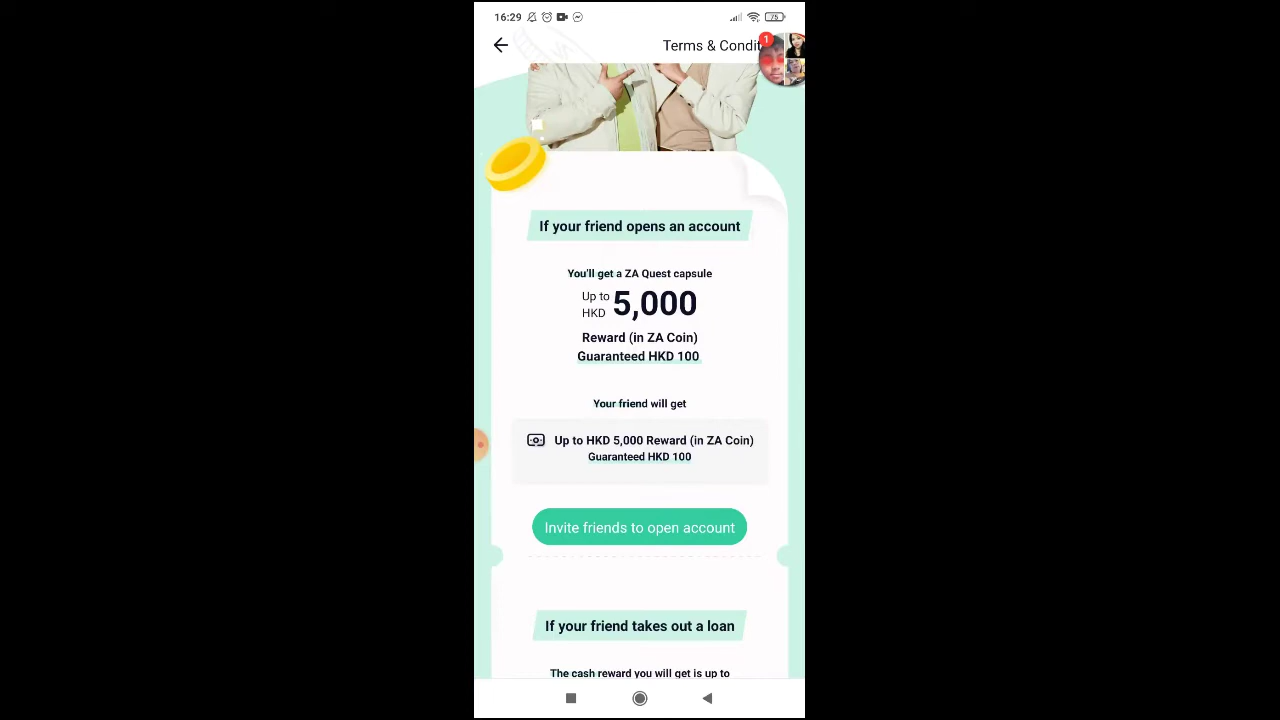 16:29
75
Terms & Condit
1
If your friend opens an account
You'll get a ZA Quest capsule
Up to
HKD
5,000
Reward (in ZA Coin)
Guaranteed HKD 100
Your friend will get
Up to HKD 5,000 Reward (in ZA Coin)
Guaranteed HKD 100
Invite friends to open account
If your friend takes out a loan
The cash reward you will get is up to